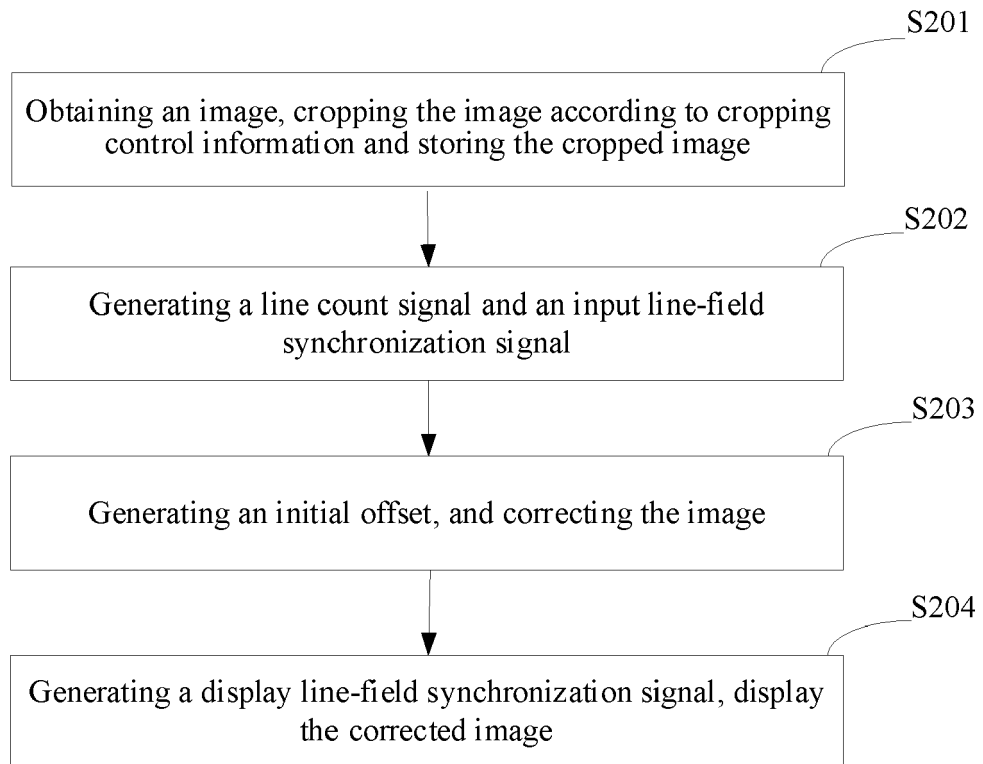 S201
Obtaining an image, cropping the image according to cropping
control information and storing the cropped image
S202
Generating a line count signal and an input line-field
synchronization signal
S203
Generating an initial offset, and correcting the image
S204
Generating a display line-field synchronization signal, display
the corrected image